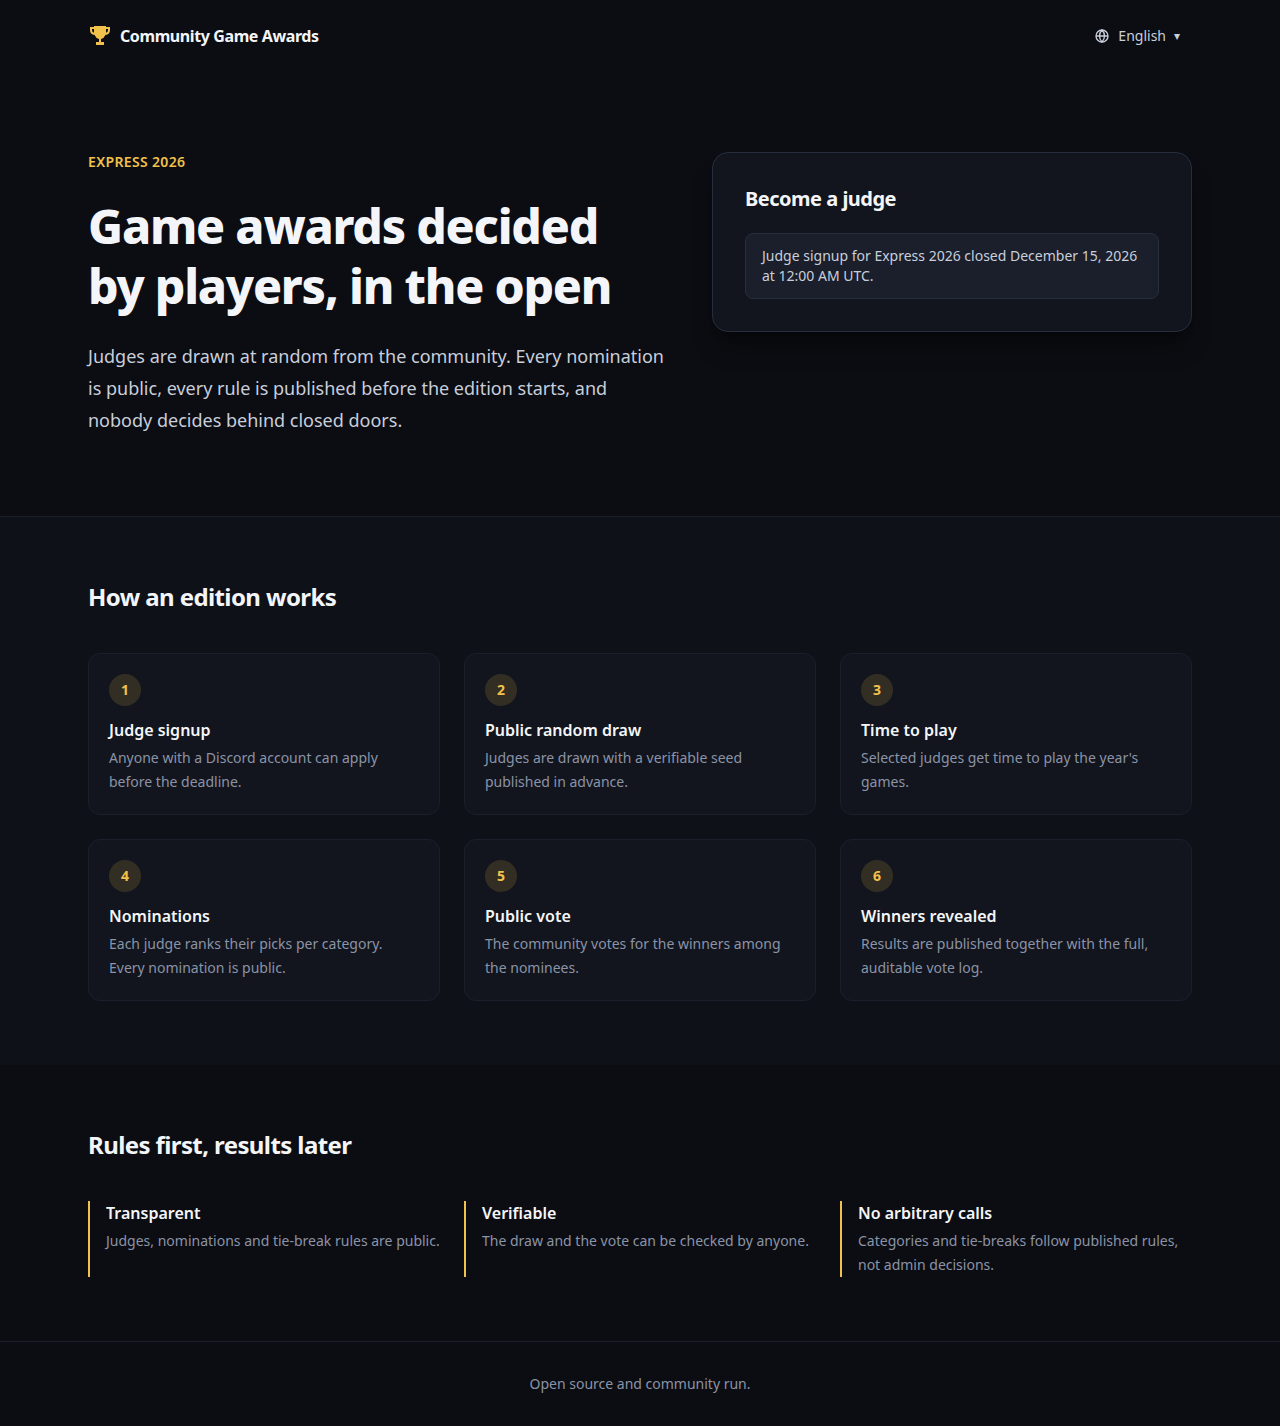 Community Game Awards
English ▾
EXPRESS 2026
Game awards decided
by players, in the open
Judges are drawn at random from the community. Every nomination
is public, every rule is published before the edition starts, and
nobody decides behind closed doors.
Become a judge
Judge signup for Express 2026 closed December 15, 2026
at 12:00 AM UTC.
How an edition works
1
Judge signup
Anyone with a Discord account can apply
before the deadline.
2
Public random draw
Judges are drawn with a verifiable seed
published in advance.
3
Time to play
Selected judges get time to play the year's
games.
4
Nominations
Each judge ranks their picks per category.
Every nomination is public.
5
Public vote
The community votes for the winners among
the nominees.
6
Winners revealed
Results are published together with the full,
auditable vote log.
Rules first, results later
Transparent
Judges, nominations and tie-break rules are public.
Verifiable
The draw and the vote can be checked by anyone.
No arbitrary calls
Categories and tie-breaks follow published rules,
not admin decisions.
Open source and community run.